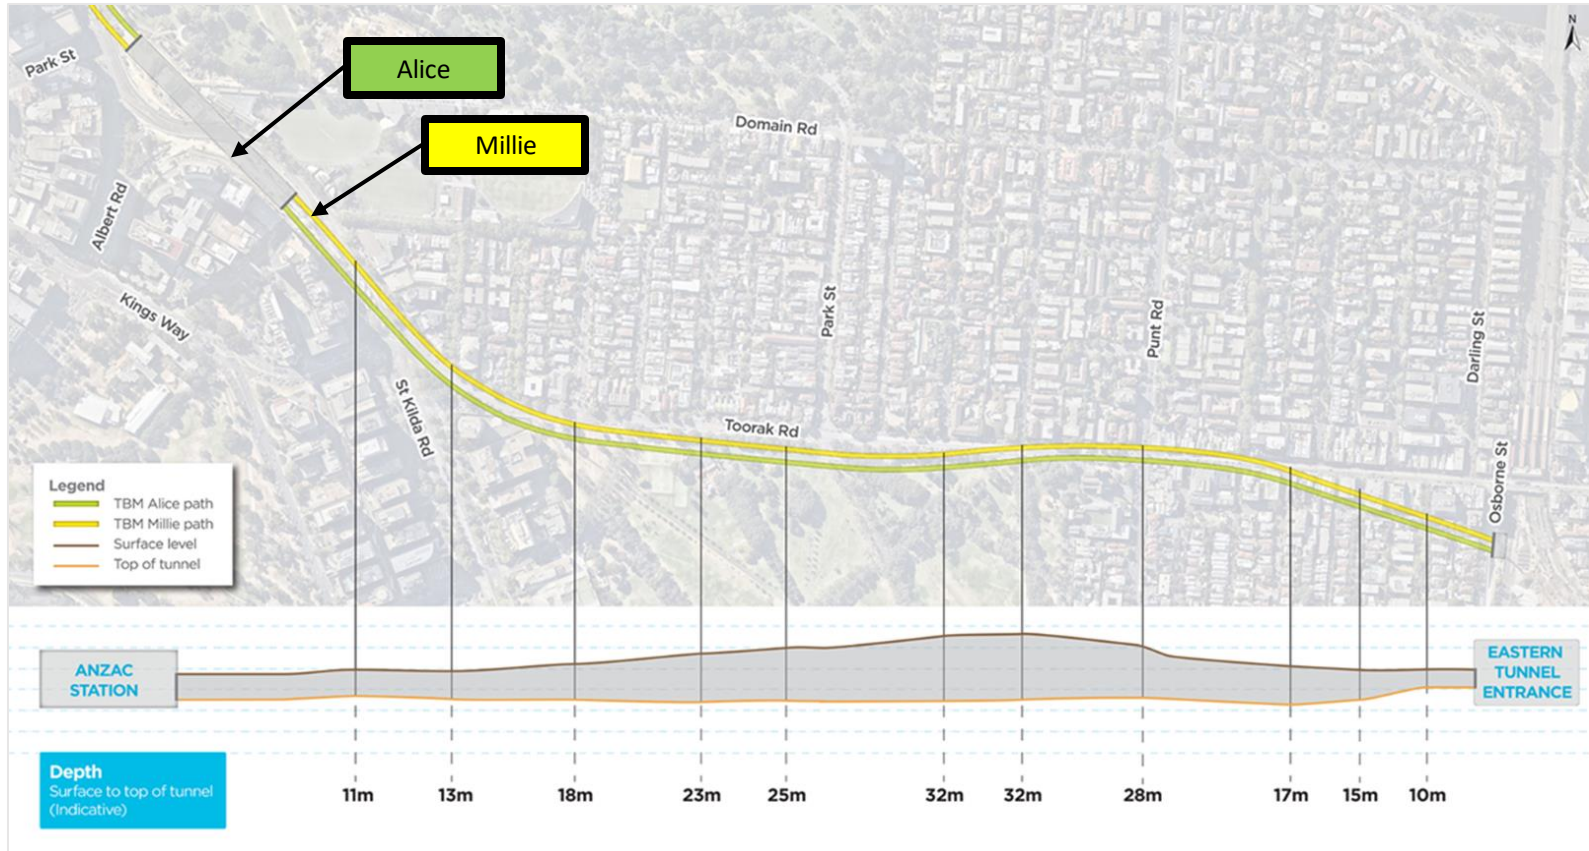 N
Park St
Alice
Millie
Domain Rd
Albert Rd
Kings Way
Park St
Punt Rd
Darling St
St Kilda Rd
Toorak Rd
Osborne St
Legend
TBM Alice path
TBM Millie path
Surface level
Top of tunnel
ANZAC
STATION
EASTERN
TUNNEL
ENTRANCE
Depth
Surface to top of tunnel
(Indicative)
11m 13m 18m 23m 25m 32m 32m 28m 17m 15m 10m